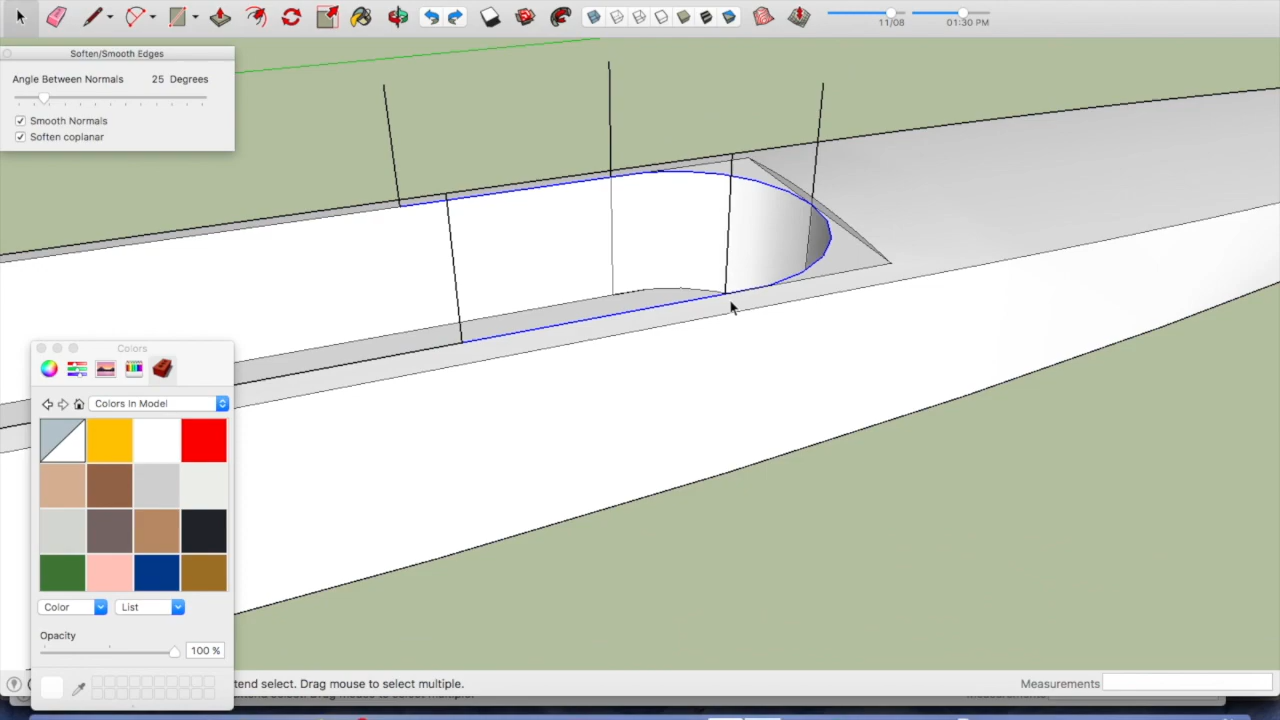 11/08
01:30 PM
Soften/Smooth Edges
Angle Between Normals 25 Degrees
Smooth Normals
Soften coplanar
Colors
Colors In Model
Color
List
Opacity
100 %
tend select. Drag mouse to select multiple.
Measurements